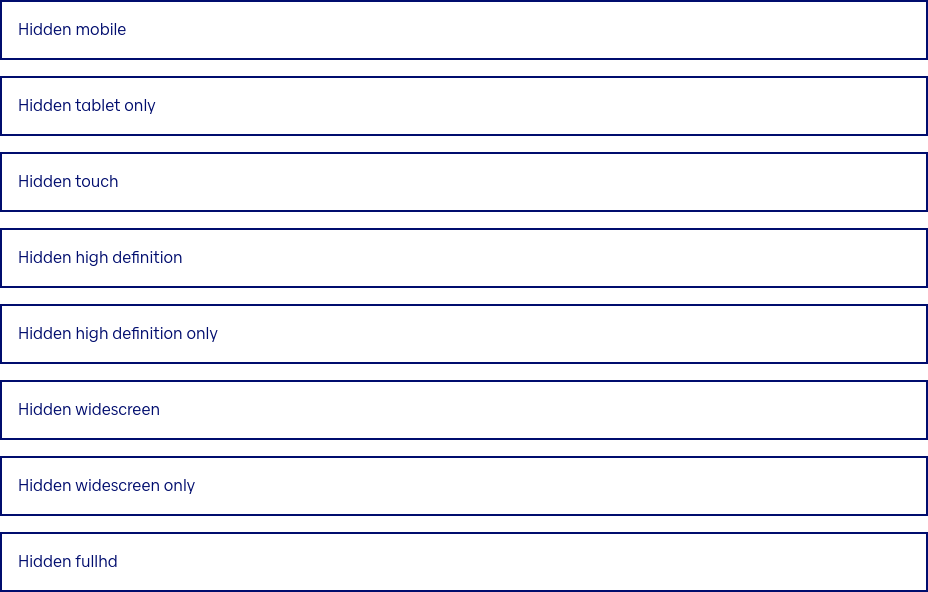 Hidden mobile
Hidden tablet only
Hidden touch
Hidden high definition
Hidden high definition only
Hidden widescreen
Hidden widescreen only
Hidden fullhd